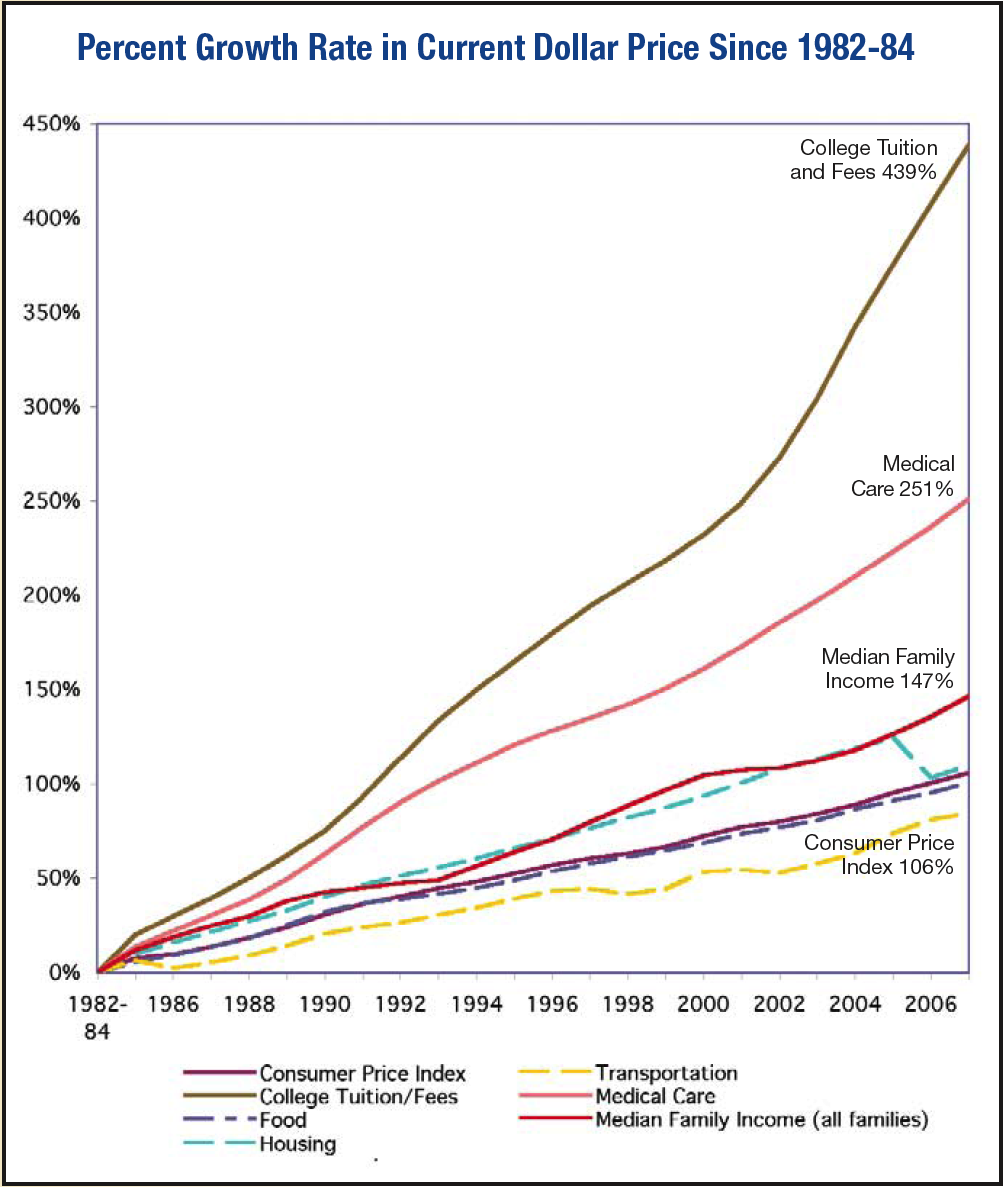 Percent Growth Rate in Current Dollar Price Since 1982-84
450%
400%
350%
300%
250%
200%
150%
100%
50%
0%
College Tuition
and Fees 439%
Medical
Care 251%
Median Family
Income 147%
Consumer Price
Index 106%
1982- 1986 1988 1990 1992 1994 1996 1998 2000 2002 2004 2006
84
Consumer Price Index
College Tuition/Fees
Food
Housing
Transportation
Medical Care
Median Family Income (all families)